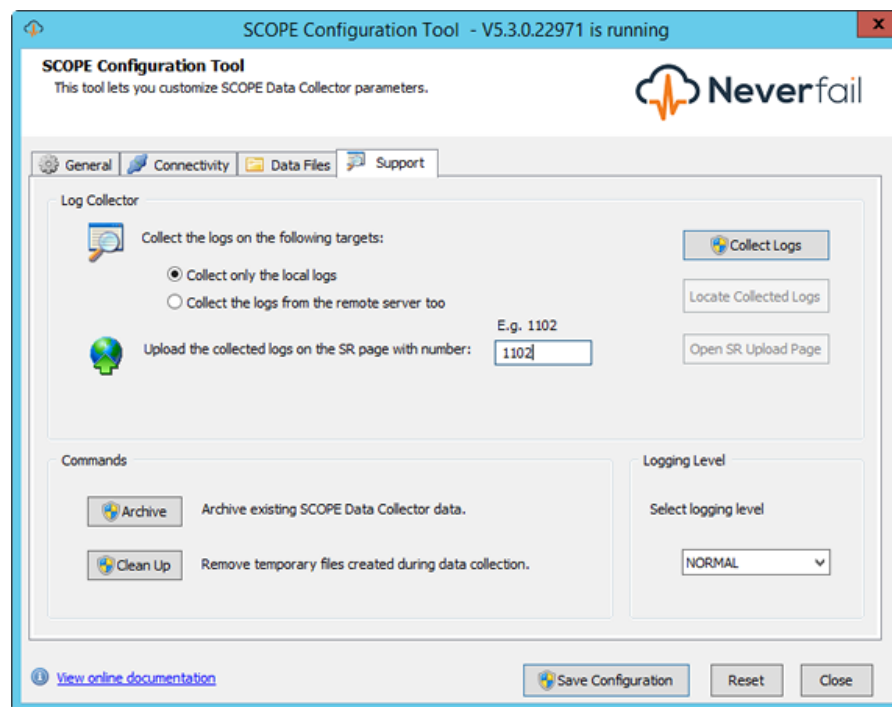 SCOPE Configuration Tool - V5.3.0.22971 is running
x
SCOPE Configuration Tool
This tool lets you customize SCOPE Data Collector parameters.
Neverfail
General
Connectivity
Data Files
Support
Log Collector
Collect the logs on the following targets:
Collect Logs
Collect only the local logs
Collect the logs from the remote server too
Locate Collected Logs
E.g. 1102
Upload the collected logs on the SR page with number:
1102
Open SR Upload Page
Commands
Logging Level
Archive
Archive existing SCOPE Data Collector data.
Select logging level
Clean Up
Remove temporary files created during data collection.
NORMAL
View online documentation
Save Configuration
Reset
Close